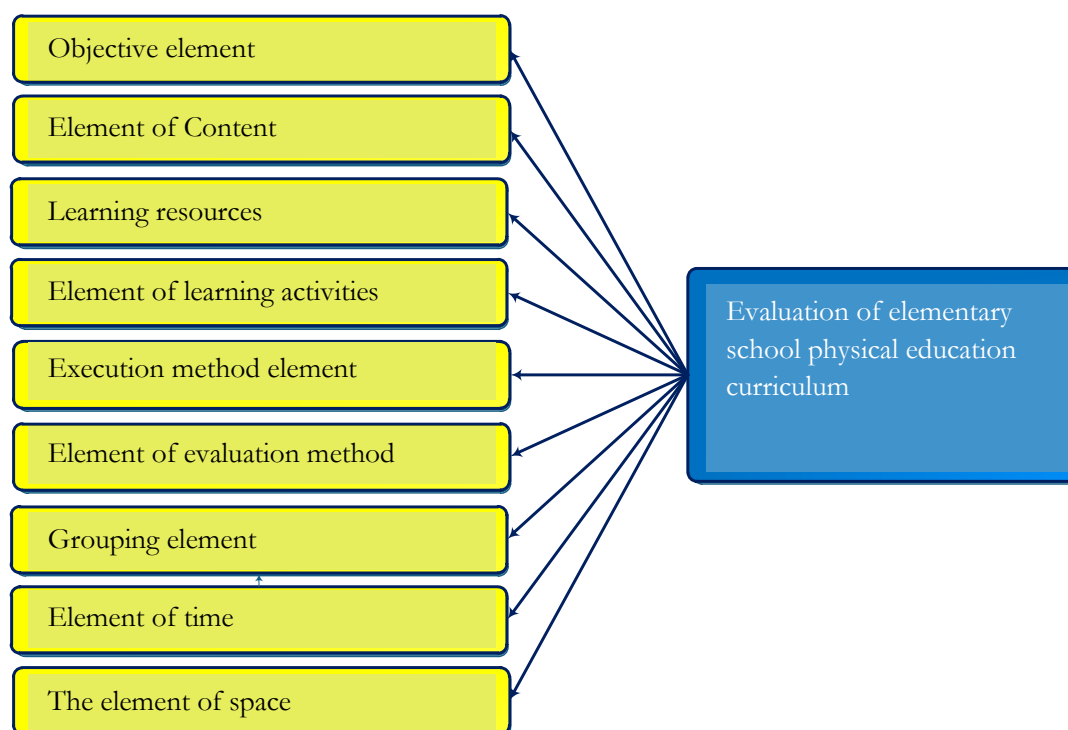 Objective element
Element of Content
Learning resources
Element of learning activities
Execution method element
Element of evaluation method
Grouping element
Element of time
The element of space
Evaluation of elementary
school physical education
curriculum